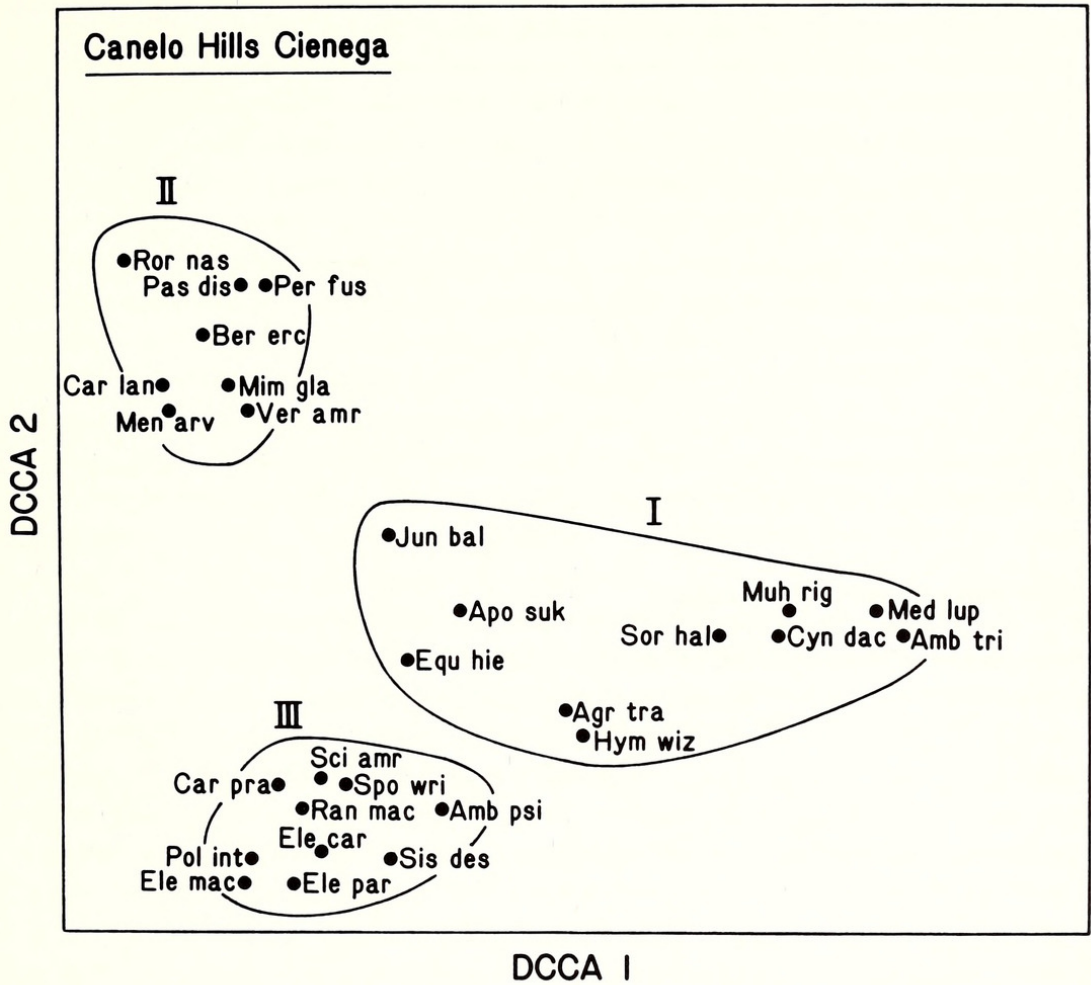 Canelo Hills Cienega
II
Ror nas
Pas dis Per fus
Ber erc
Car lan Mim gla
Men arv Ver amr
DCCA 2
I
Jun bal
Muh rig
Apo suk Med lup
Sor hal Cyn dac Amb tri
Equ hie
Agr tra
Hym wiz
III
Sci amr
Car pra Spo wri
Ran mac Amb psi
Ele car
Pol int Sis des
Ele mac Ele par
DCCA 1